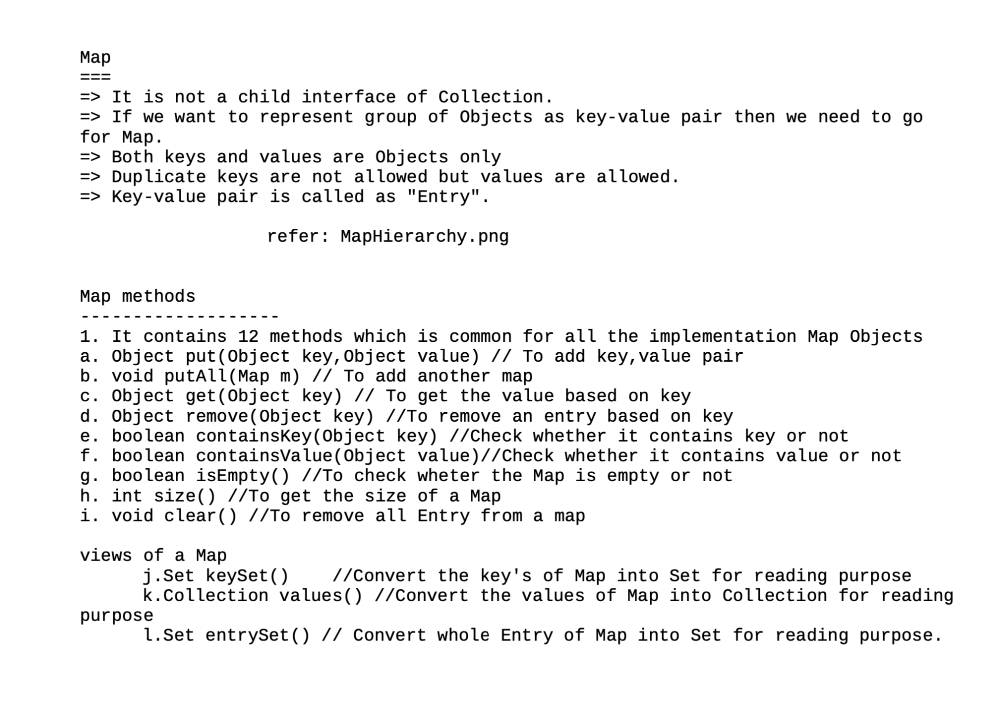 Map
===
=> It is not a child interface of Collection.
=> If we want to represent group of Objects as key-value pair then we need to go
for Map.
=> Both keys and values are Objects only
=> Duplicate keys are not allowed but values are allowed.
=> Key-value pair is called as "Entry".
refer: MapHierarchy.png
Map methods
-------------------
1. It contains 12 methods which is common for all the implementation Map Objects
a. Object put(Object key,Object value) // To add key,value pair
b. void putAll(Map m) // To add another map
c. Object get(Object key) // To get the value based on key
d. Object remove(Object key) //To remove an entry based on key
e. boolean containsKey(Object key) //Check whether it contains key or not
f. boolean containsValue(Object value)//Check whether it contains value or not
g. boolean isEmpty() //To check wheter the Map is empty or not
h. int size() //To get the size of a Map
i. void clear() //To remove all Entry from a map
views of a Map
j.Set keySet()    //Convert the key's of Map into Set for reading purpose
k.Collection values() //Convert the values of Map into Collection for reading
purpose
l.Set entrySet() // Convert whole Entry of Map into Set for reading purpose.